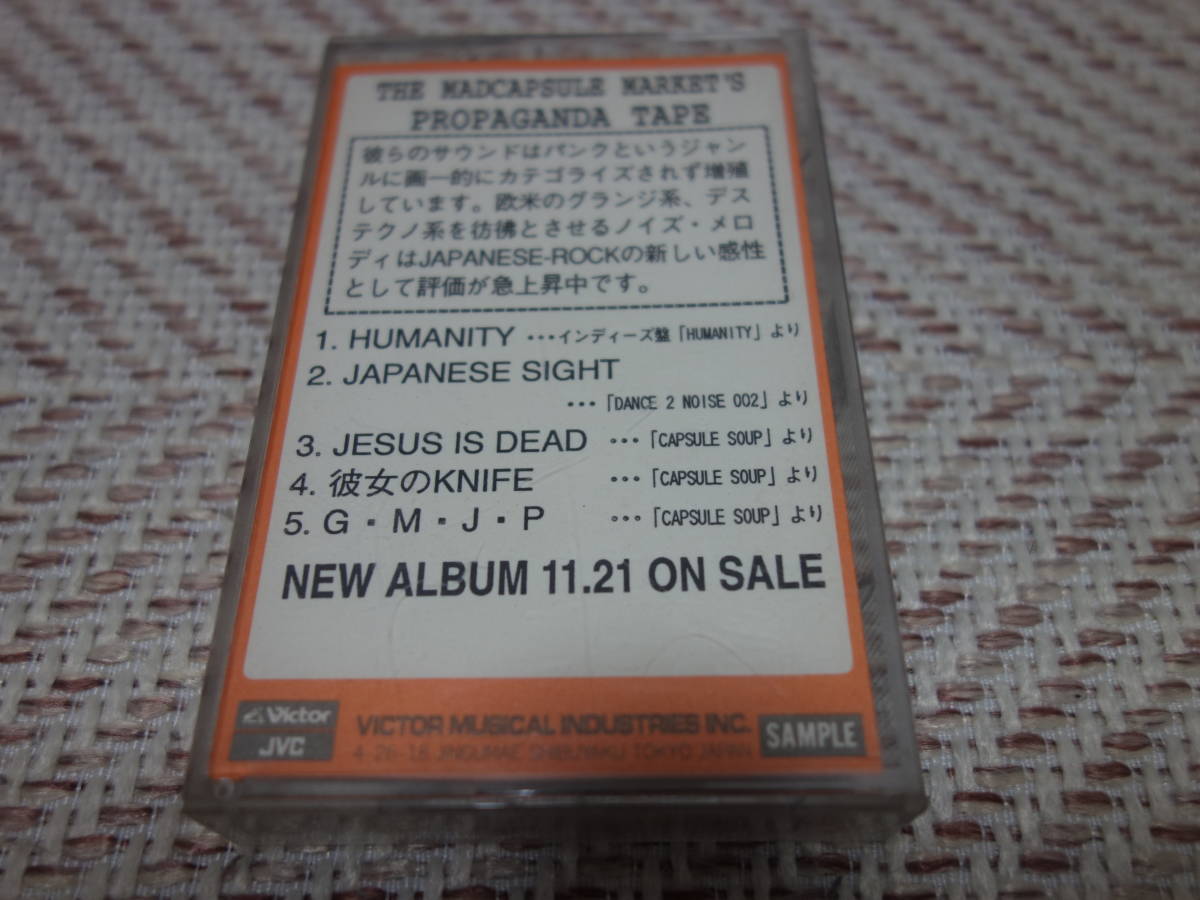 THE MADCAPSULE MARKET'S
PROPAGANDA TAPE
彼らのサウンドはパンクというジャン
ルに画一的にカテゴライズされず増殖
しています。欧米のグランジ系、デス
テクノ系を彷彿とさせるノイズ・メロ
ディはJAPANESE-ROCKの新しい感性
として評価が急上昇中です。
1. HUMANITY ・・・インディーズ盤「HUMANITY」より
2. JAPANESE SIGHT
・・・「DANCE 2 NOISE 002」より
3. JESUS IS DEAD ・・・「CAPSULE SOUP」より
4. 彼女のKNIFE ・・・「CAPSULE SOUP」より
5. G・M・J・P ・・・「CAPSULE SOUP」より
NEW ALBUM 11.21 ON SALE
Victor
JVC
VICTOR MUSICAL INDUSTRIES INC.
4-26-18 JINGUMAE SHIBUYAKU TOKYO JAPAN
SAMPLE